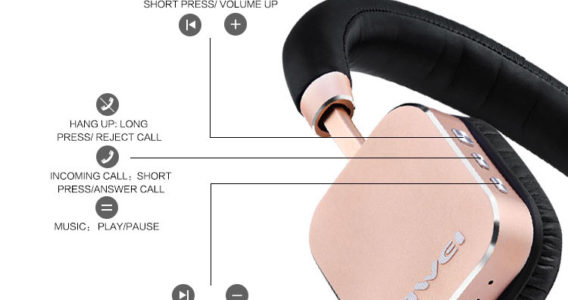 SHORT PRESS/ VOLUME UP
HANG UP: LONG
PRESS/ REJECT CALL
INCOMING CALL：SHORT
PRESS/ANSWER CALL
MUSIC：PLAY/PAUSE